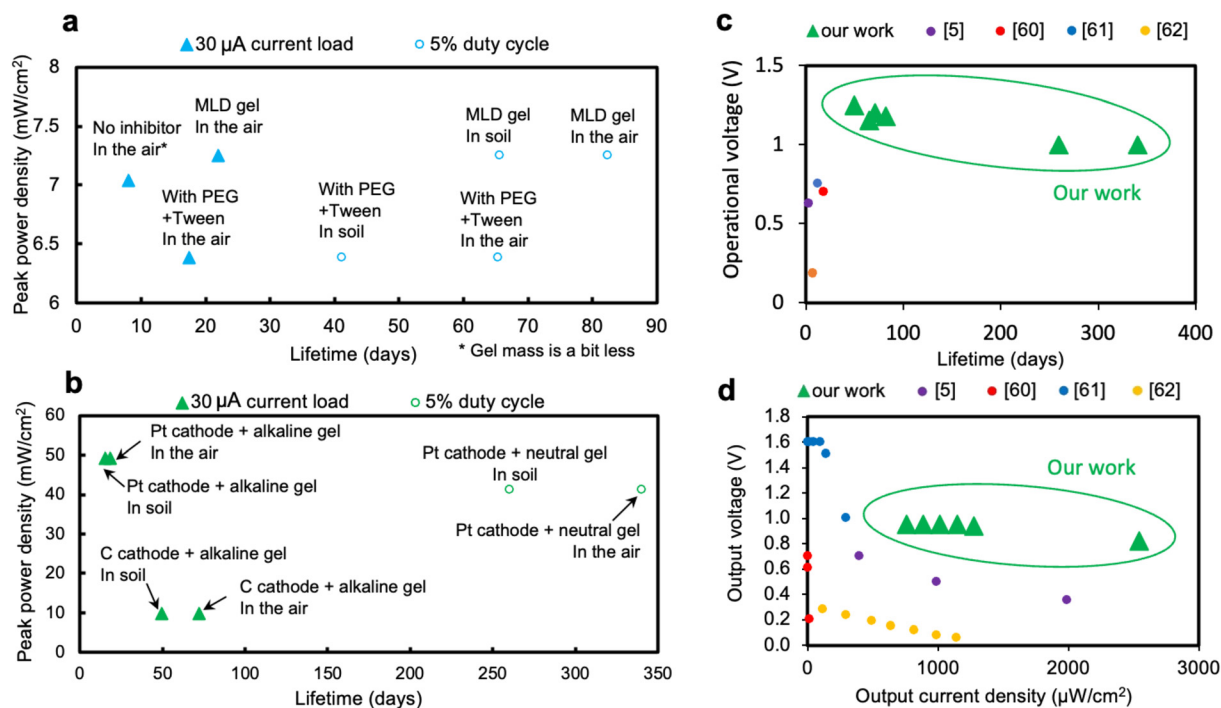 a
30 µA current load 5% duty cycle
Peak power density (mW/cm²)
8
7.5
7
6.5
6
No inhibitor
In the air*
MLD gel
In the air
With PEG
+Tween
In the air
With PEG
+Tween
In soil
MLD gel
In soil
MLD gel
In the air
With PEG
+Tween
In the air
0 10 20 30 40 50 60 70 80 90
Lifetime (days)
* Gel mass is a bit less
b
30 µA current load 5% duty cycle
Peak power density (mW/cm²)
60
50
40
30
20
10
0
Pt cathode + alkaline gel
In the air
Pt cathode + alkaline gel
In soil
C cathode + alkaline gel
In soil
C cathode + alkaline gel
In the air
Pt cathode + neutral gel
In soil
Pt cathode + neutral gel
In the air
0 50 100 150 200 250 300 350
Lifetime (days)
c
our work [5] [60] [61] [62]
Operational voltage (V)
1.5
1
0.5
0
Our work
0 100 200 300 400
Lifetime (days)
d
our work [5] [60] [61] [62]
Output voltage (V)
1.8
1.6
1.4
1.2
1.0
0.8
0.6
0.4
0.2
0.0
Our work
0 1000 2000 3000
Output current density (µW/cm²)